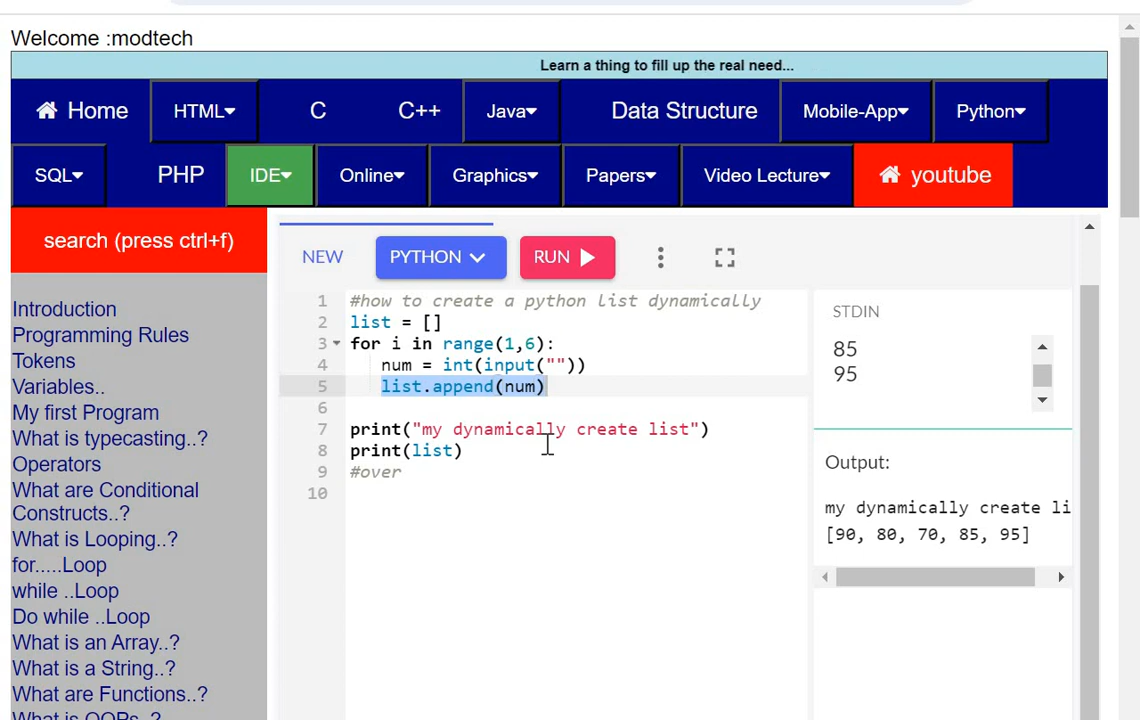 Welcome :modtech
Learn a thing to fill up the real need...
Home HTML C C++ Java Data Structure Mobile-App Python
SQL PHP IDE Online Graphics Papers Video Lecture youtube
search (press ctrl+f)
Introduction
Programming Rules
Tokens
Variables..
My first Program
What is typecasting..?
Operators
What are Conditional
Constructs..?
What is Looping..?
for.....Loop
while ..Loop
Do while ..Loop
What is an Array..?
What is a String..?
What are Functions..?
What is OOPs..?
NEW PYTHON RUN
1 #how to create a python list dynamically
2 list = []
3 for i in range(1,6):
4 num = int(input(""))
5 list.append(num)
6
7 print("my dynamically create list")
8 print(list)
9 #over
10
STDIN
85
95
Output:
my dynamically create li
[90, 80, 70, 85, 95]